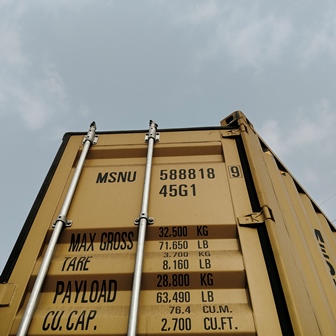 MSNU 588818 9
45G1
MAX GROSS 32.500 KG
71.650 LB
TARE 3.700 KG
8.160 LB
PAYLOAD 28.800 KG
63,490 LB
CU.CAP. 76.4 CU.M.
2,700 CU.FT.